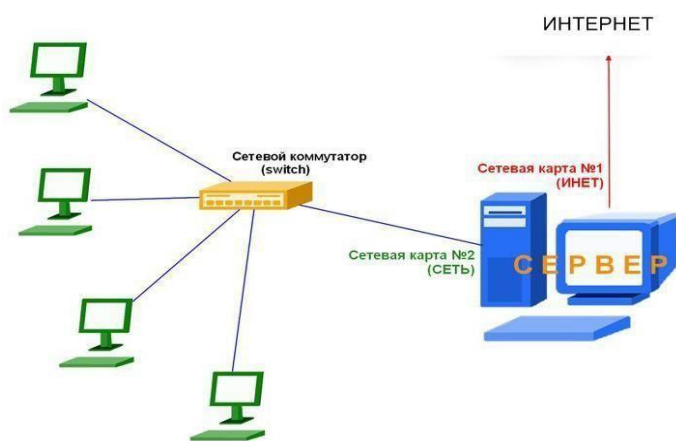 ИНТЕРНЕТ
Сетевой коммутатор
(switch)
Сетевая карта №1
(ИНЕТ)
Сетевая карта №2
(СЕТЬ)
СЕРВЕР